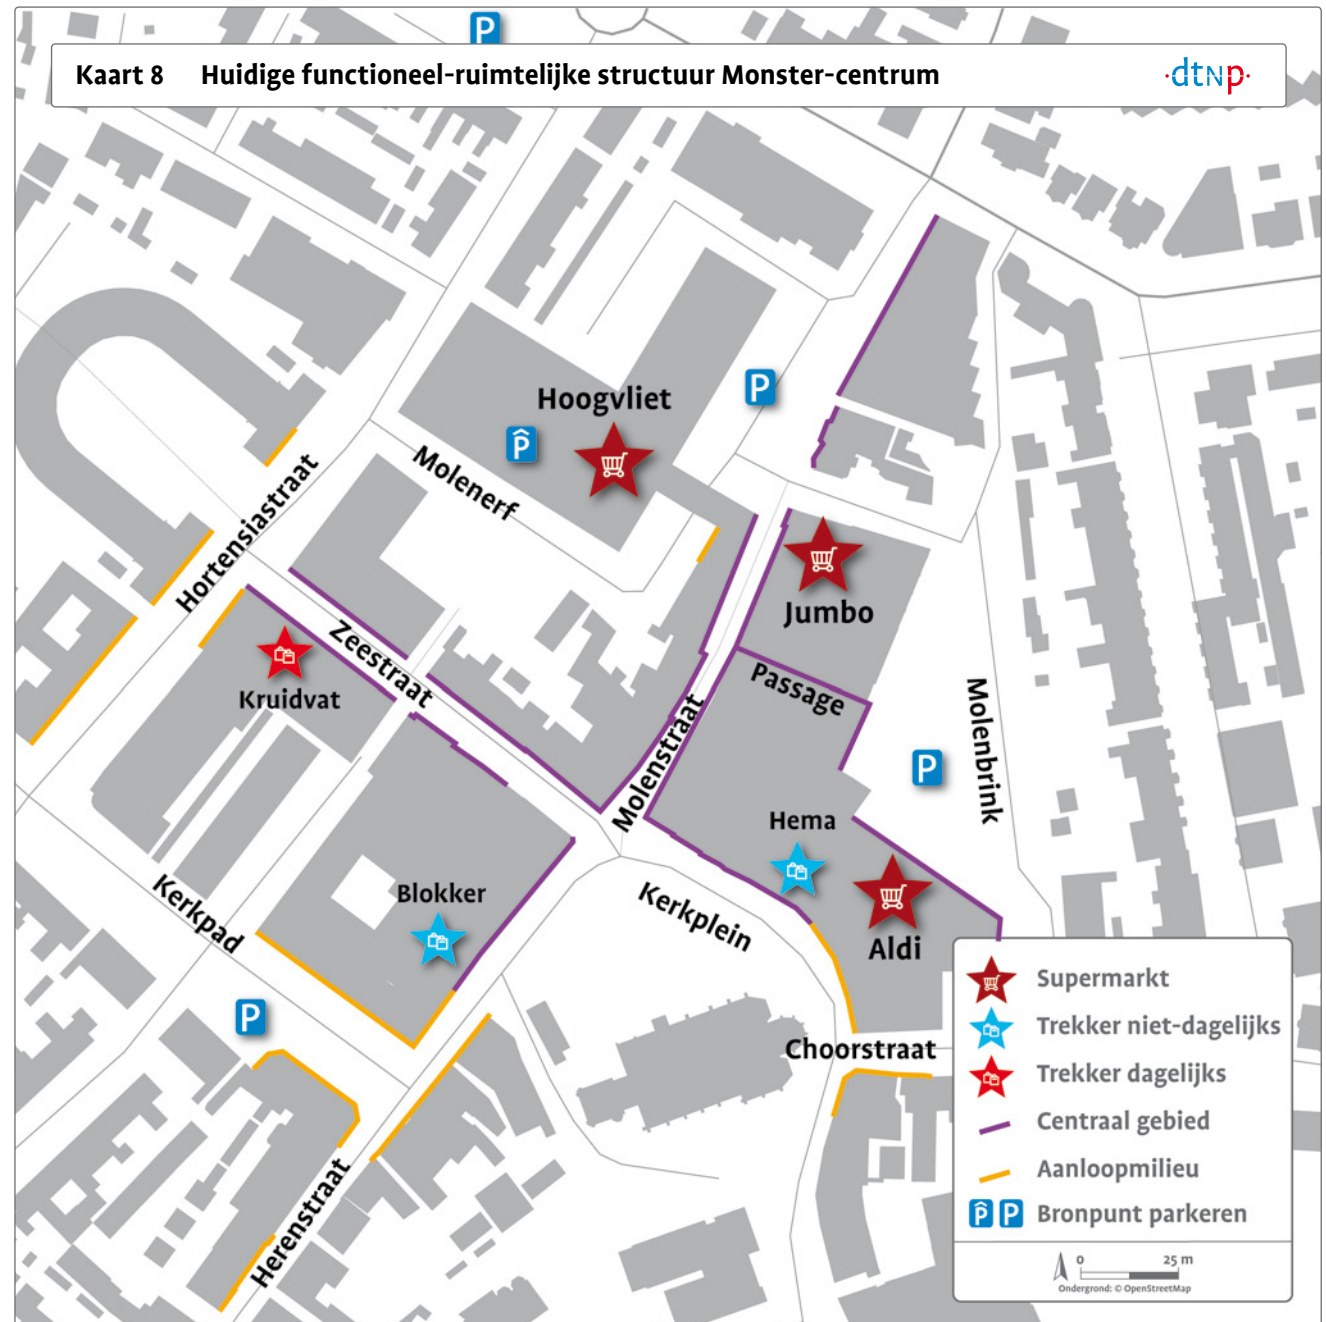 P
Kaart 8 Huidige functioneel-ruimtelijke structuur Monster-centrum
dtnp
Hoogvliet
P
P
Molenerf
Hortensiastraat
Jumbo
Zeestraat
Kruidvat
Passage
Molenstraat
Molenbrink
P
Hema
Blokker
Kerkpad
Kerkplein
Aldi
P
Choorstraat
Herenstraat
Supermarkt
Trekker niet-dagelijks
Trekker dagelijks
Centraal gebied
Aanloopmilieu
P P Bronpunt parkeren
0 25 m
Ondergrond: © OpenStreetMap